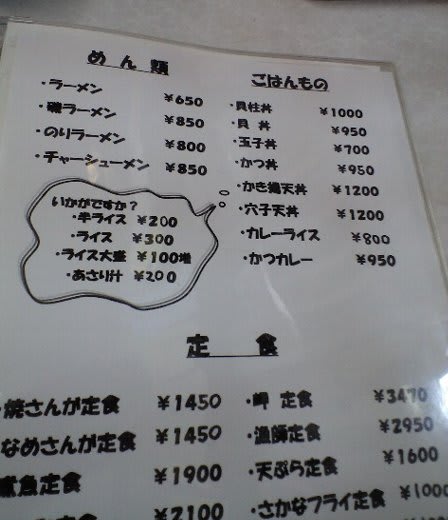 めん類
・ラーメン ¥650
・磯ラーメン ¥850
・のりラーメン ¥800
・チャーシューメン ¥850
いかがですか？
・半ライス ¥200
・ライス ¥300
・ライス大盛 ¥100増
・あさり汁 ¥200
ごはんもの
・貝柱丼 ¥1000
・貝丼 ¥950
・玉子丼 ¥700
・かつ丼 ¥950
・かき揚天丼 ¥1200
・穴子天丼 ¥1200
・カレーライス ¥800
・かつカレー ¥950
定食
・焼さんが定食 ¥1450
なめさんが定食 ¥1450
煮魚定食 ¥1900
定食 ¥2100
・岬 定食 ¥3470
・漁師定食 ¥2950
・天ぷら定食 ¥1600
・さかなフライ定食 ¥1000